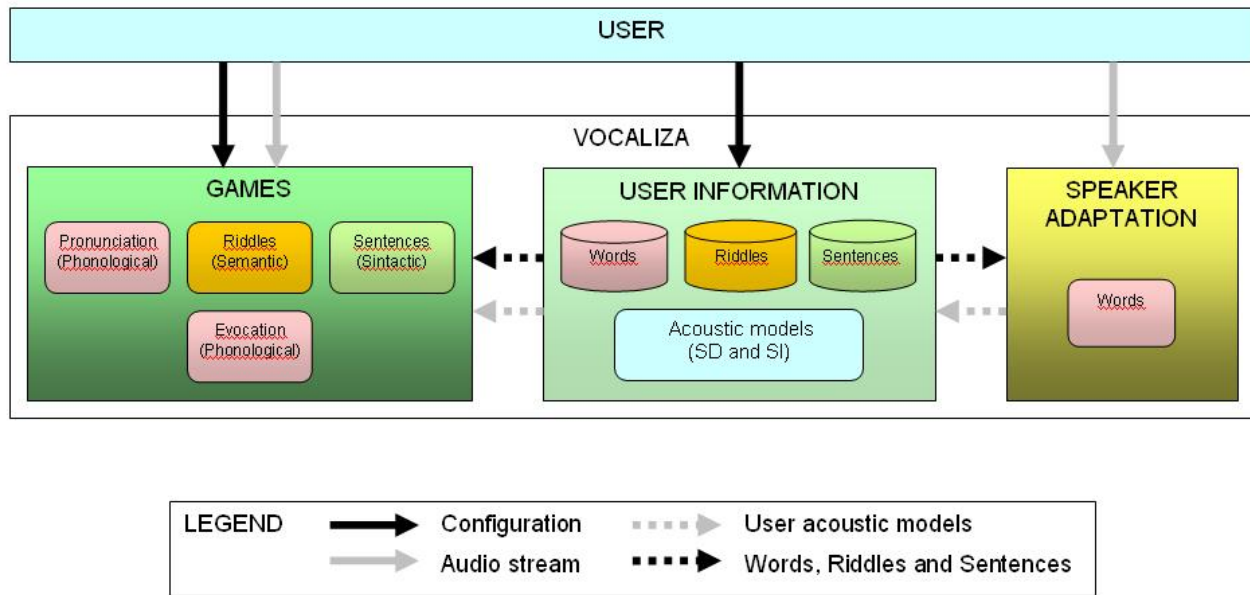 USER
VOCALIZA
GAMES
Pronunciation
(Phonological)
Riddles
(Semantic)
Sentences
(Sintactic)
Evocation
(Phonological)
USER INFORMATION
Words
Riddles
Sentences
Acoustic models
(SD and SI)
SPEAKER
ADAPTATION
Words
LEGEND
Configuration
User acoustic models
Audio stream
Words, Riddles and Sentences